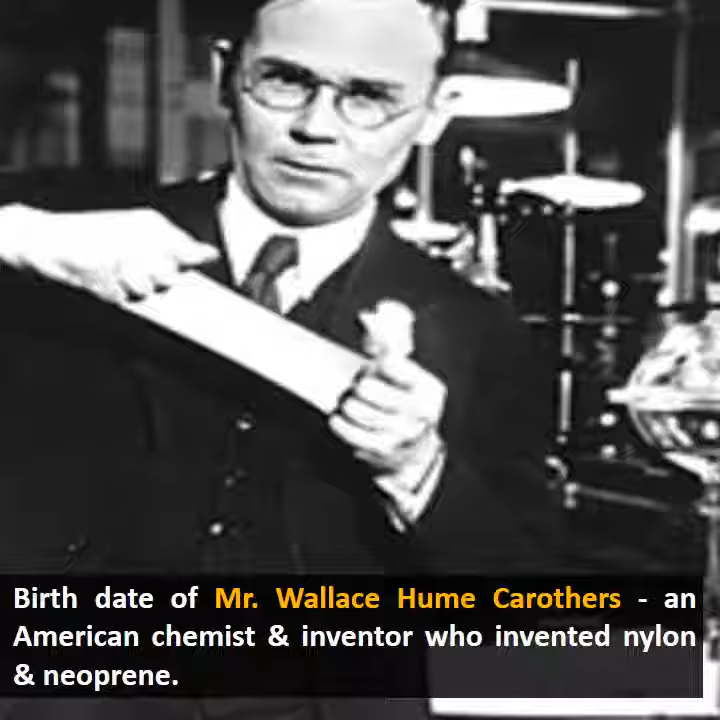 Birth date of Mr. Wallace Hume Carothers - an
American chemist & inventor who invented nylon
& neoprene.